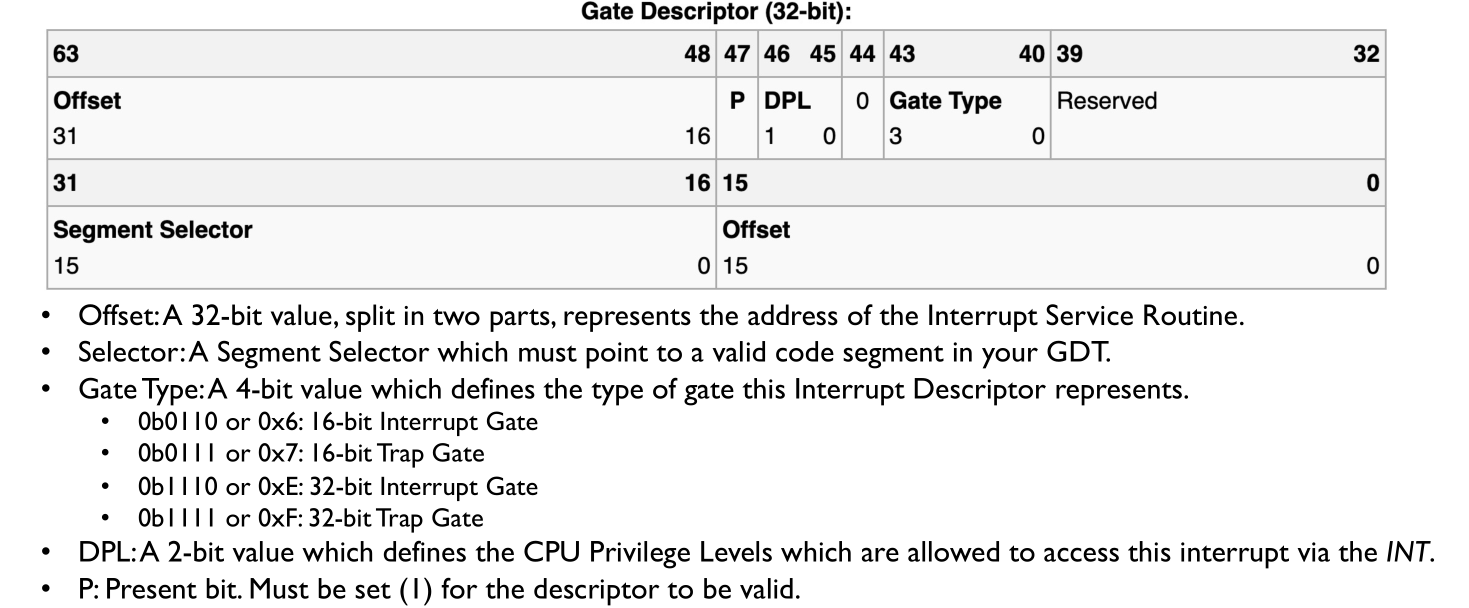 Gate Descriptor (32-bit):
63 48 47 46 45 44 43 40 39 32
Offset P DPL 0 Gate Type Reserved
31 16 1 0 3 0
31 16 15 0
Segment Selector Offset
15 0 15 0
• Offset: A 32-bit value, split in two parts, represents the address of the Interrupt Service Routine.
• Selector: A Segment Selector which must point to a valid code segment in your GDT.
• Gate Type: A 4-bit value which defines the type of gate this Interrupt Descriptor represents.
• 0b0110 or 0x6: 16-bit Interrupt Gate
• 0b0111 or 0x7: 16-bit Trap Gate
• 0b1110 or 0xE: 32-bit Interrupt Gate
• 0b1111 or 0xF: 32-bit Trap Gate
• DPL: A 2-bit value which defines the CPU Privilege Levels which are allowed to access this interrupt via the INT.
• P: Present bit. Must be set (1) for the descriptor to be valid.